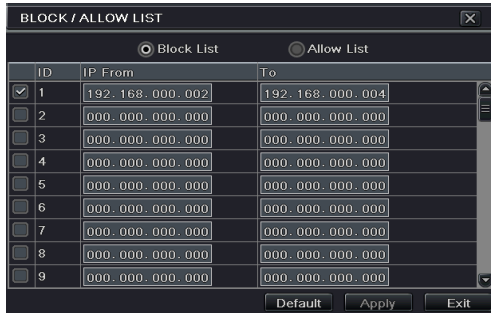 BLOCK / ALLOW LIST
Block List Allow List
ID IP From To
1 192.168.000.002 192.168.000.004
2 000.000.000.000 000.000.000.000
3 000.000.000.000 000.000.000.000
4 000.000.000.000 000.000.000.000
5 000.000.000.000 000.000.000.000
6 000.000.000.000 000.000.000.000
7 000.000.000.000 000.000.000.000
8 000.000.000.000 000.000.000.000
9 000.000.000.000 000.000.000.000
Default Apply Exit